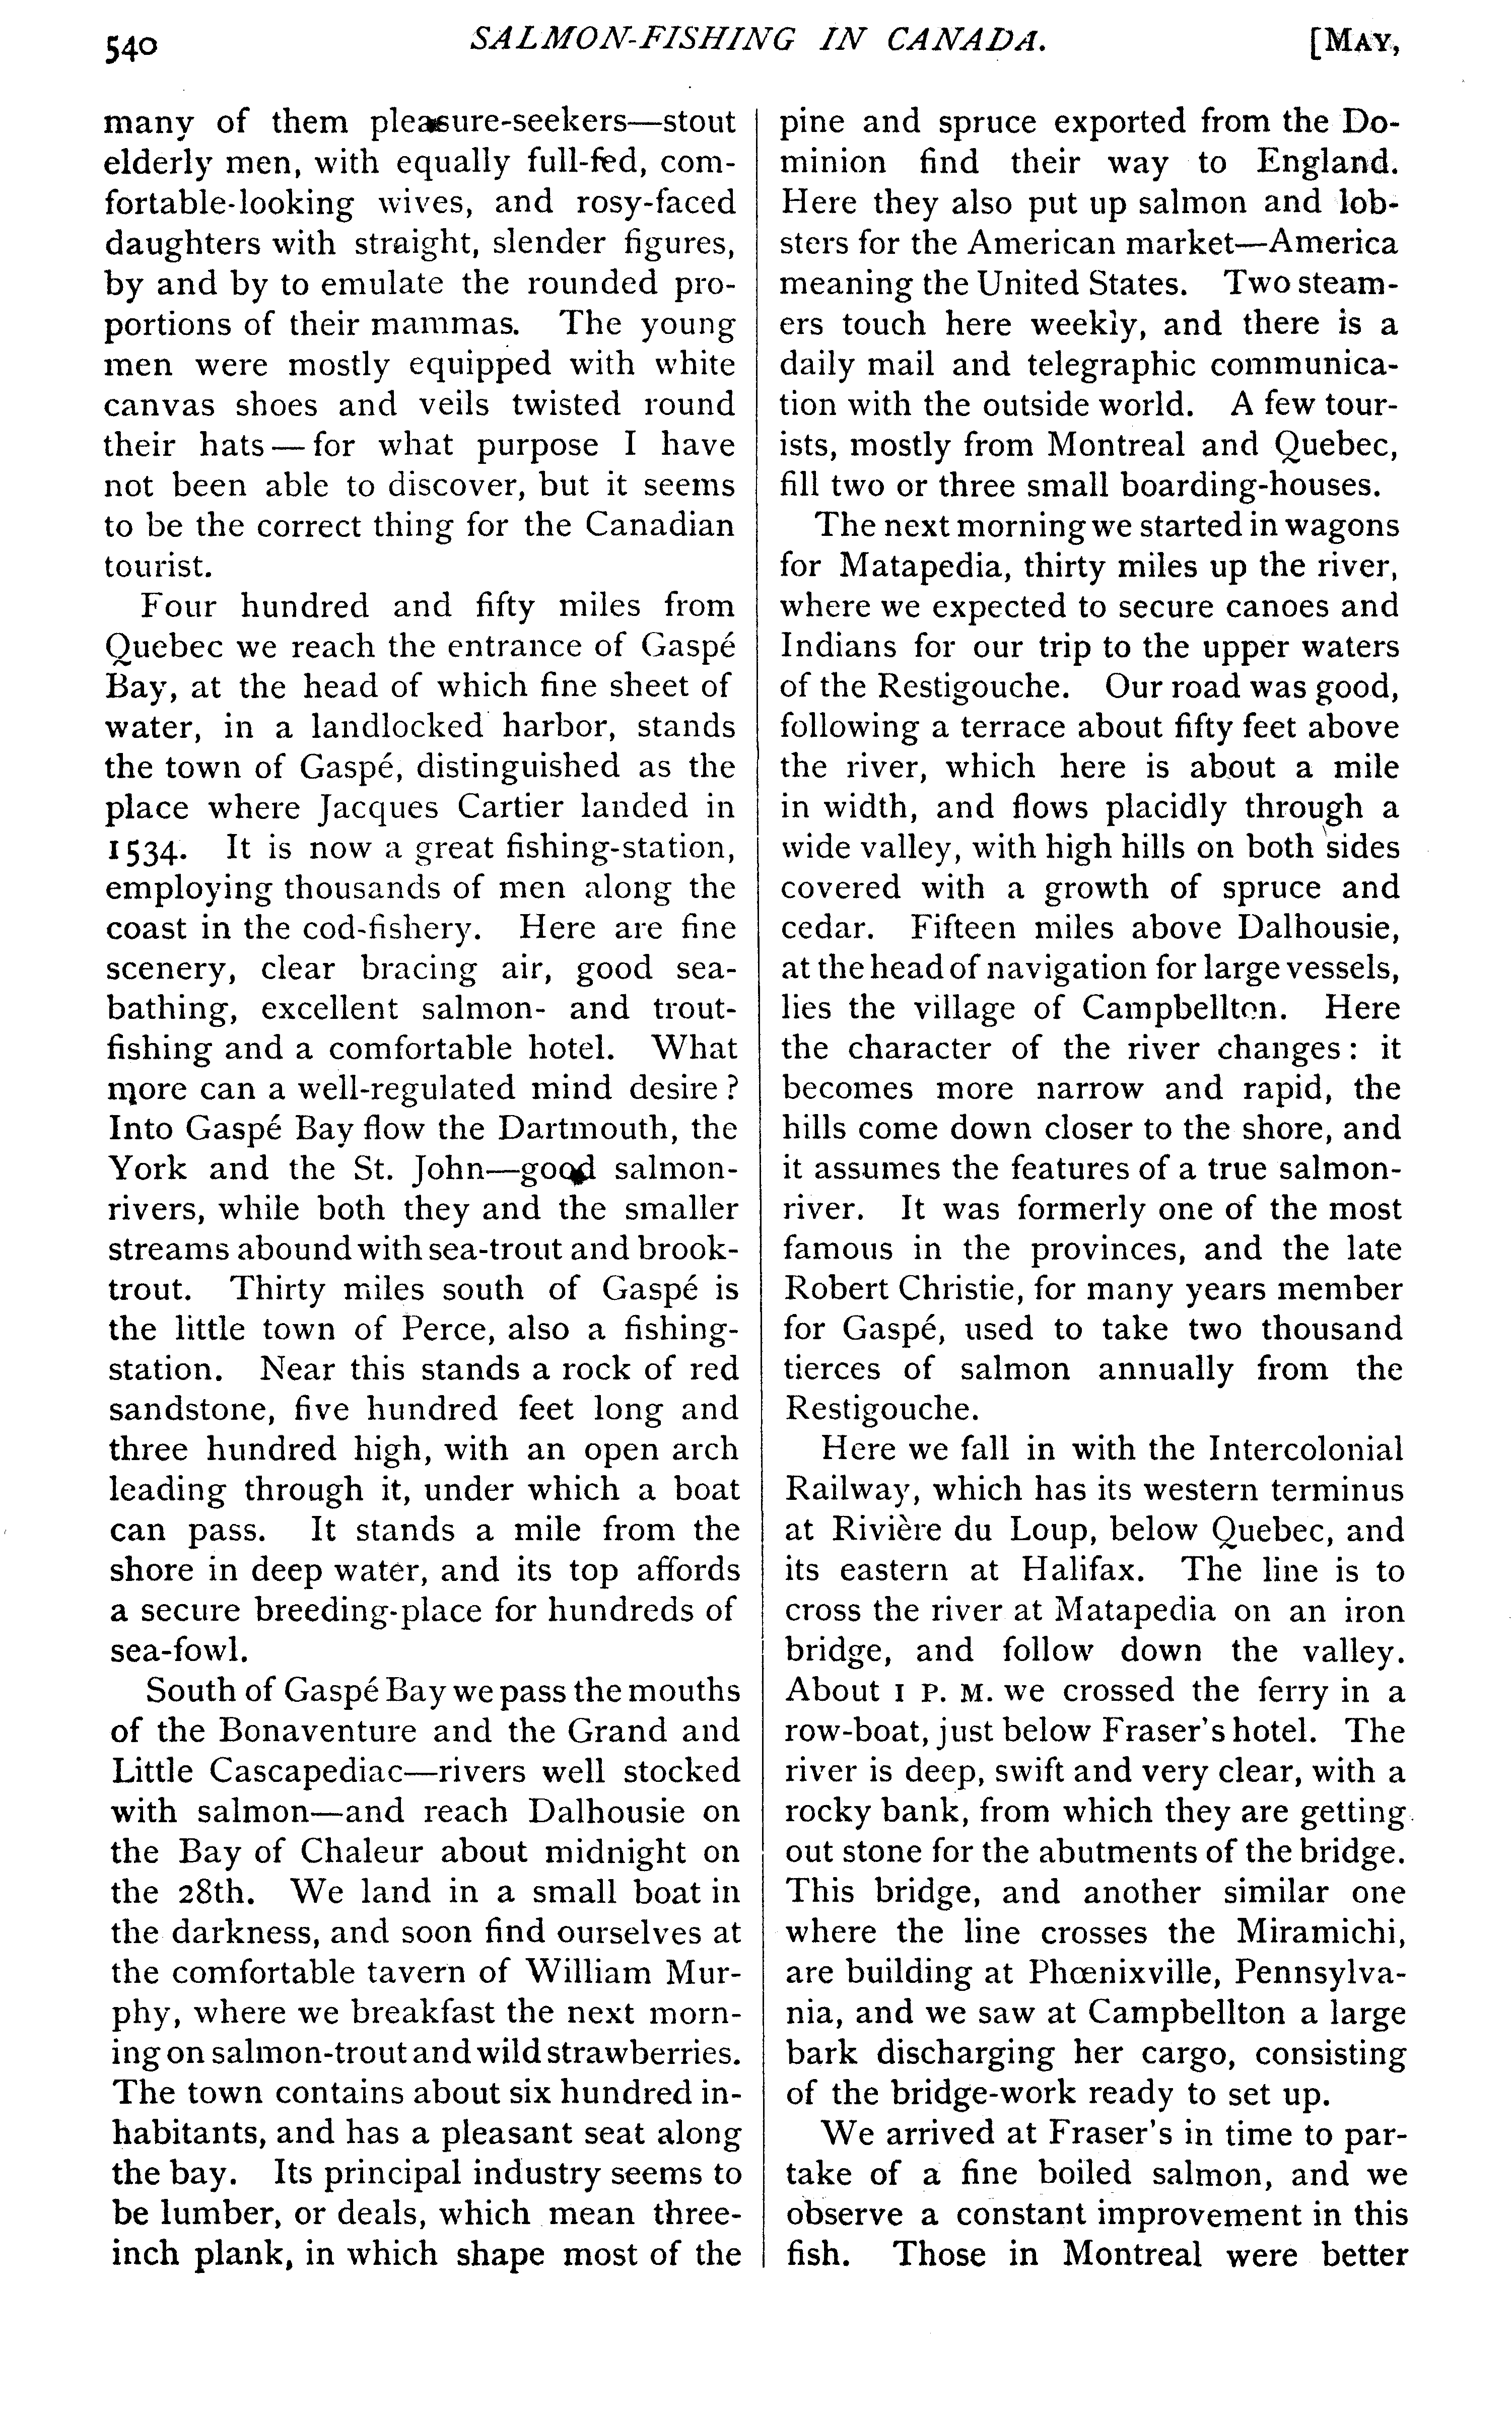 540
SALMON-FISHING IN CANADA.
[MAY,
many of them pleasure-seekers—stout
elderly men, with equally full-fed, com-
fortable-looking wives, and rosy-faced
daughters with straight, slender figures,
by and by to emulate the rounded pro-
portions of their mammas. The young
men were mostly equipped with white
canvas shoes and veils twisted round
their hats—for what purpose I have
not been able to discover, but it seems
to be the correct thing for the Canadian
tourist.
Four hundred and fifty miles from
Quebec we reach the entrance of Gaspé
Bay, at the head of which fine sheet of
water, in a landlocked harbor, stands
the town of Gaspé, distinguished as the
place where Jacques Cartier landed in
1534. It is now a great fishing-station,
employing thousands of men along the
coast in the cod-fishery. Here are fine
scenery, clear bracing air, good sea-
bathing, excellent salmon- and trout-
fishing and a comfortable hotel. What
more can a well-regulated mind desire?
Into Gaspé Bay flow the Dartmouth, the
York and the St. John—good salmon-
rivers, while both they and the smaller
streams abound with sea-trout and brook-
trout. Thirty miles south of Gaspé is
the little town of Perce, also a fishing-
station. Near this stands a rock of red
sandstone, five hundred feet long and
three hundred high, with an open arch
leading through it, under which a boat
can pass. It stands a mile from the
shore in deep water, and its top affords
a secure breeding-place for hundreds of
sea-fowl.
South of Gaspé Bay we pass the mouths
of the Bonaventure and the Grand and
Little Cascapediac—rivers well stocked
with salmon—and reach Dalhousie on
the Bay of Chaleur about midnight on
the 28th. We land in a small boat in
the darkness, and soon find ourselves at
the comfortable tavern of William Mur-
phy, where we breakfast the next morn-
ing on salmon-trout and wild strawberries.
The town contains about six hundred in-
habitants, and has a pleasant seat along
the bay. Its principal industry seems to
be lumber, or deals, which mean three-
inch plank, in which shape most of the
pine and spruce exported from the Do-
minion find their way to England.
Here they also put up salmon and lob-
sters for the American market—America
meaning the United States. Two steam-
ers touch here weekly, and there is a
daily mail and telegraphic communica-
tion with the outside world. A few tour-
ists, mostly from Montreal and Quebec,
fill two or three small boarding-houses.
The next morning we started in wagons
for Matapedia, thirty miles up the river,
where we expected to secure canoes and
Indians for our trip to the upper waters
of the Restigouche. Our road was good,
following a terrace about fifty feet above
the river, which here is about a mile
in width, and flows placidly through a
wide valley, with high hills on both sides
covered with a growth of spruce and
cedar. Fifteen miles above Dalhousie,
at the head of navigation for large vessels,
lies the village of Campbellton. Here
the character of the river changes: it
becomes more narrow and rapid, the
hills come down closer to the shore, and
it assumes the features of a true salmon-
river. It was formerly one of the most
famous in the provinces, and the late
Robert Christie, for many years member
for Gaspé, used to take two thousand
tierces of salmon annually from the
Restigouche.
Here we fall in with the Intercolonial
Railway, which has its western terminus
at Rivière du Loup, below Quebec, and
its eastern at Halifax. The line is to
cross the river at Matapedia on an iron
bridge, and follow down the valley.
About 1 P. M. we crossed the ferry in a
row-boat, just below Fraser's hotel. The
river is deep, swift and very clear, with a
rocky bank, from which they are getting
out stone for the abutments of the bridge.
This bridge, and another similar one
where the line crosses the Miramichi,
are building at Phœnixville, Pennsylva-
nia, and we saw at Campbellton a large
bark discharging her cargo, consisting
of the bridge-work ready to set up.
We arrived at Fraser's in time to par-
take of a fine boiled salmon, and we
observe a constant improvement in this
fish. Those in Montreal were better